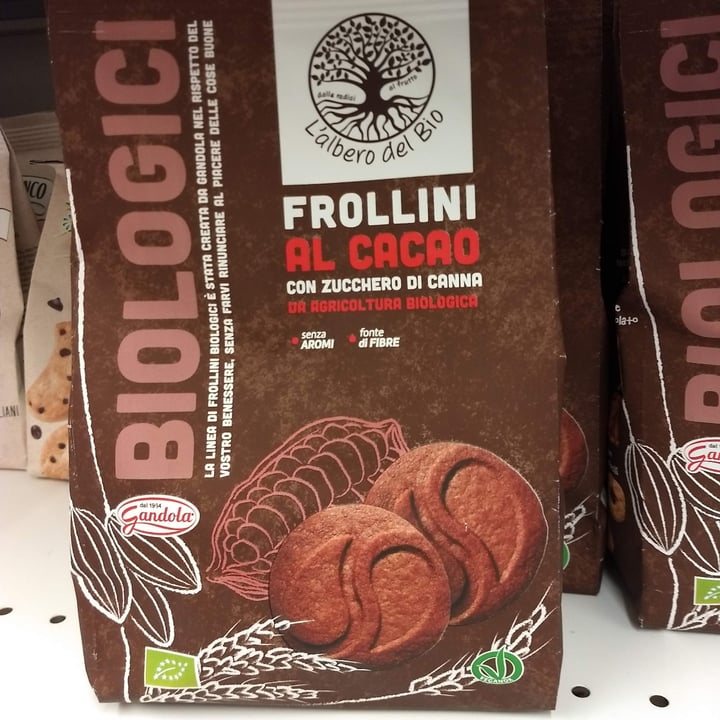 BIOLOGICI
LA LINEA DI FROLLINI BIOLOGICI È STATA CREATA DA GANDOLA NEL RISPETTO DEL
VOSTRO BENESSERE, SENZA FARVI RINUNCIARE AL PIACERE DELLE COSE BUONE
dalle radici al frutto
L'albero del Bio
FROLLINI
AL CACAO
CON ZUCCHERO DI CANNA
DA AGRICOLTURA BIOLOGICA
senza
AROMI
fonte
di FIBRE
dal 1914
Gandola
VEGANOK
BIOLOGICI